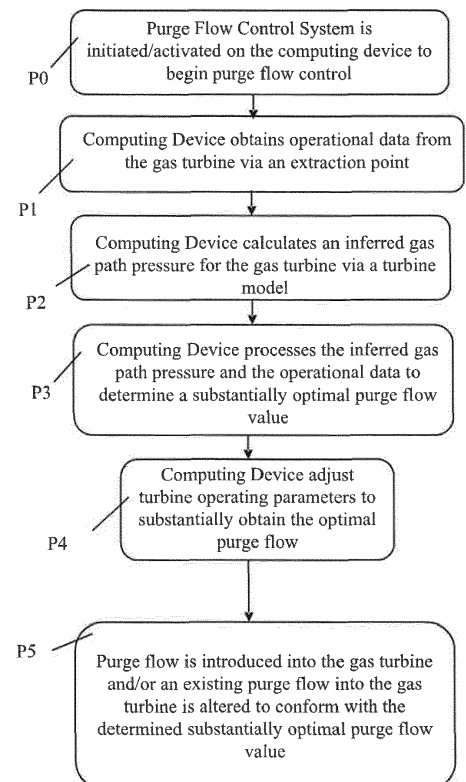 Purge Flow Control System is
initiated/activated on the computing device to
begin purge flow control
P0
Computing Device obtains operational data from
the gas turbine via an extraction point
P1
Computing Device calculates an inferred gas
path pressure for the gas turbine via a turbine
model
P2
Computing Device processes the inferred gas
path pressure and the operational data to
determine a substantially optimal purge flow
value
P3
Computing Device adjust
turbine operating parameters to
substantially obtain the optimal
purge flow
P4
P5
Purge flow is introduced into the gas turbine
and/or an existing purge flow into the gas
turbine is altered to conform with the
determined substantially optimal purge flow
value